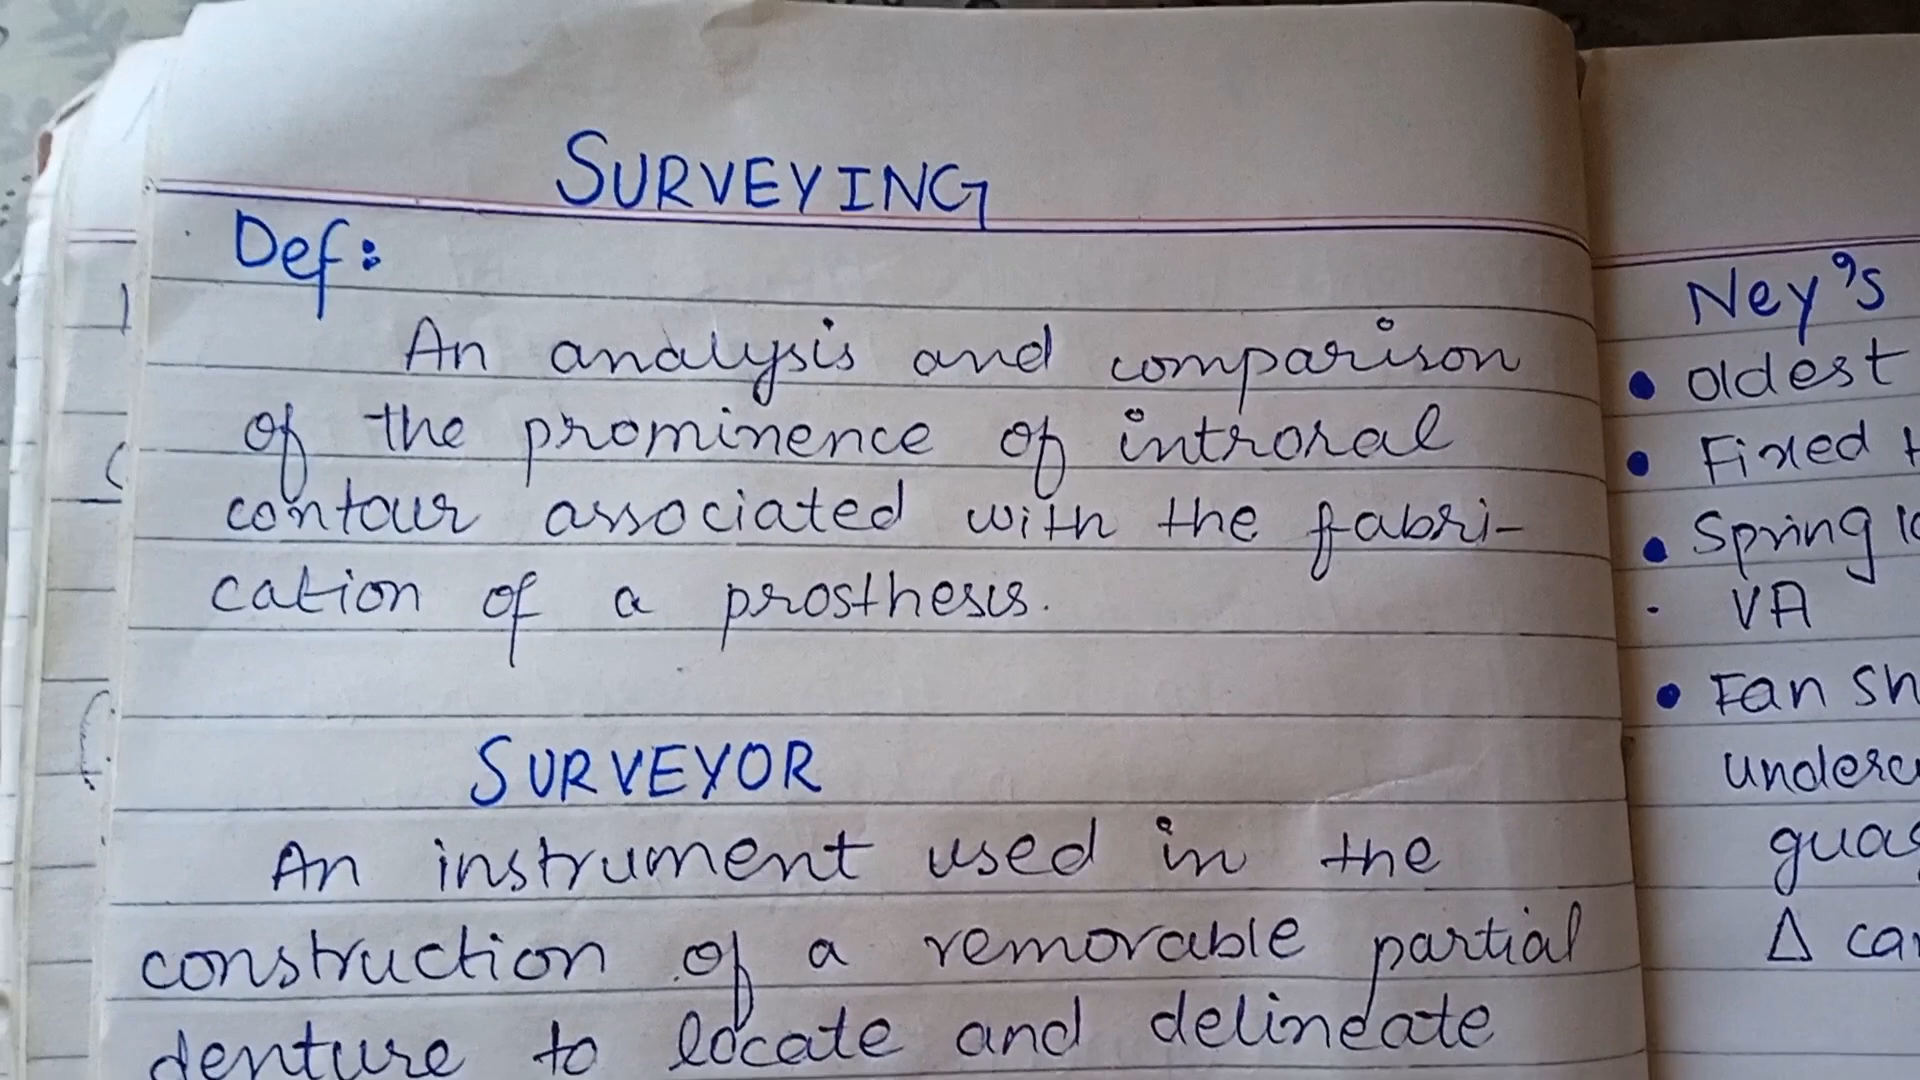 SURVEYING
Def:
An analysis and comparison
of the prominence of introral
contour associated with the fabri-
cation of a prosthesis.
SURVEYOR
An instrument used in the
construction of a removable partial
denture to locate and delineate
Ney's
• oldest
• Fixed
• Spring
- VA
• Fan
Δ